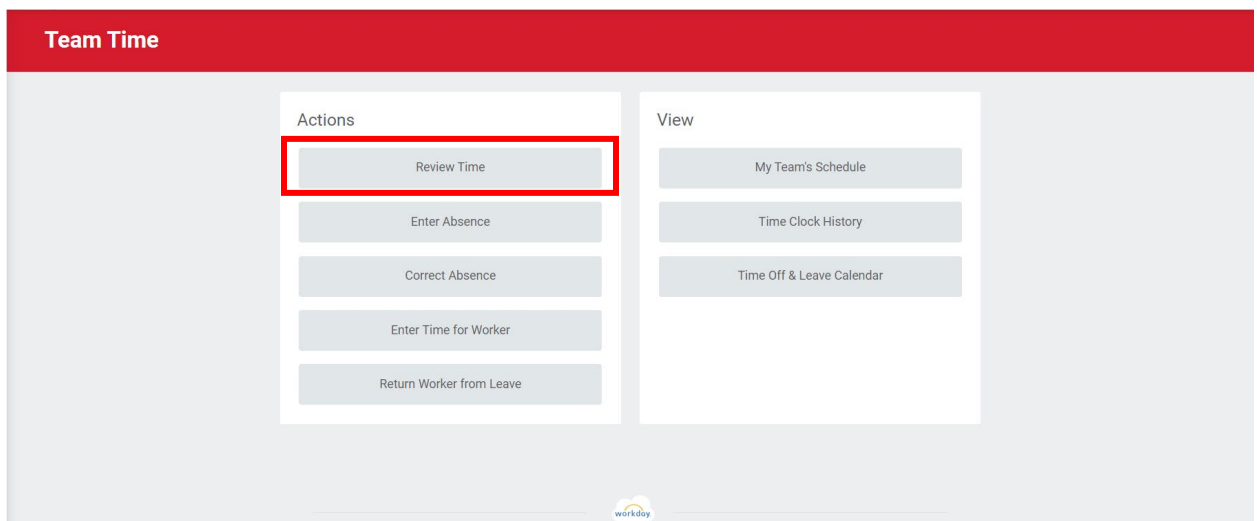 Team Time
Actions
Review Time
Enter Absence
Correct Absence
Enter Time for Worker
Return Worker from Leave
View
My Team's Schedule
Time Clock History
Time Off & Leave Calendar
workday.